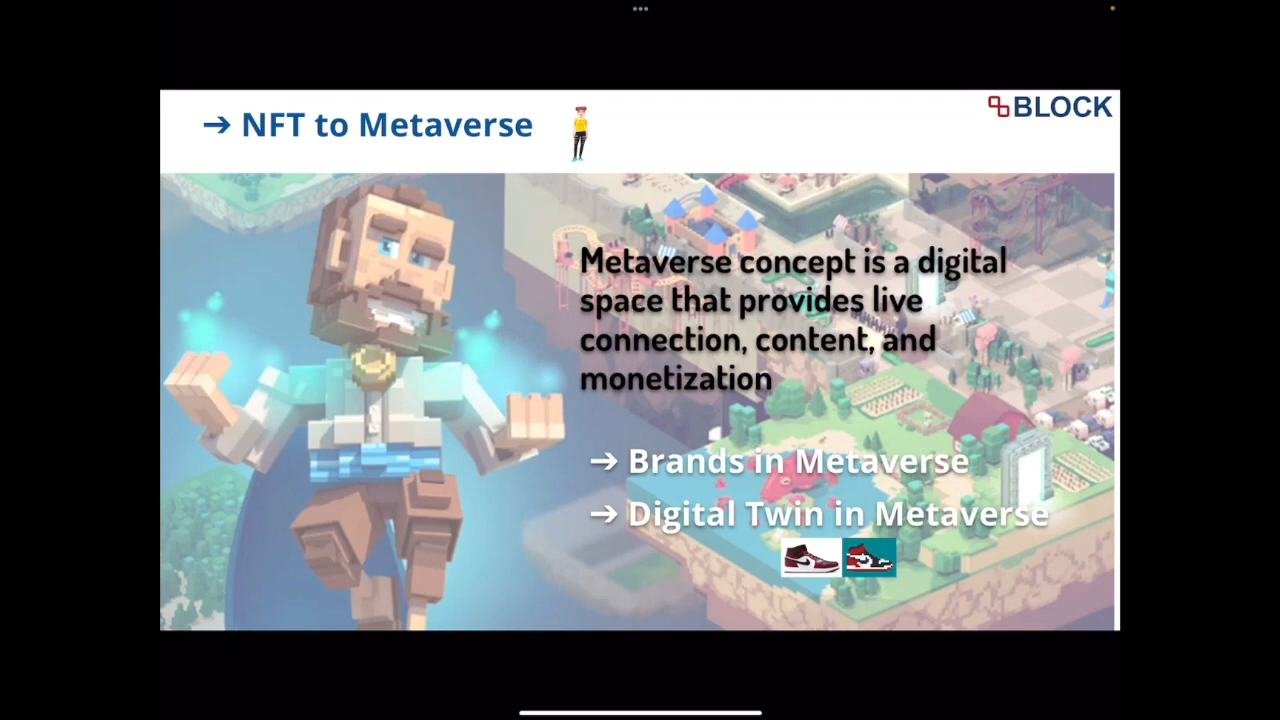 → NFT to Metaverse
BLOCK
Metaverse concept is a digital
space that provides live
connection, content, and
monetization
→ Brands in Metaverse
→ Digital Twin in Metaverse